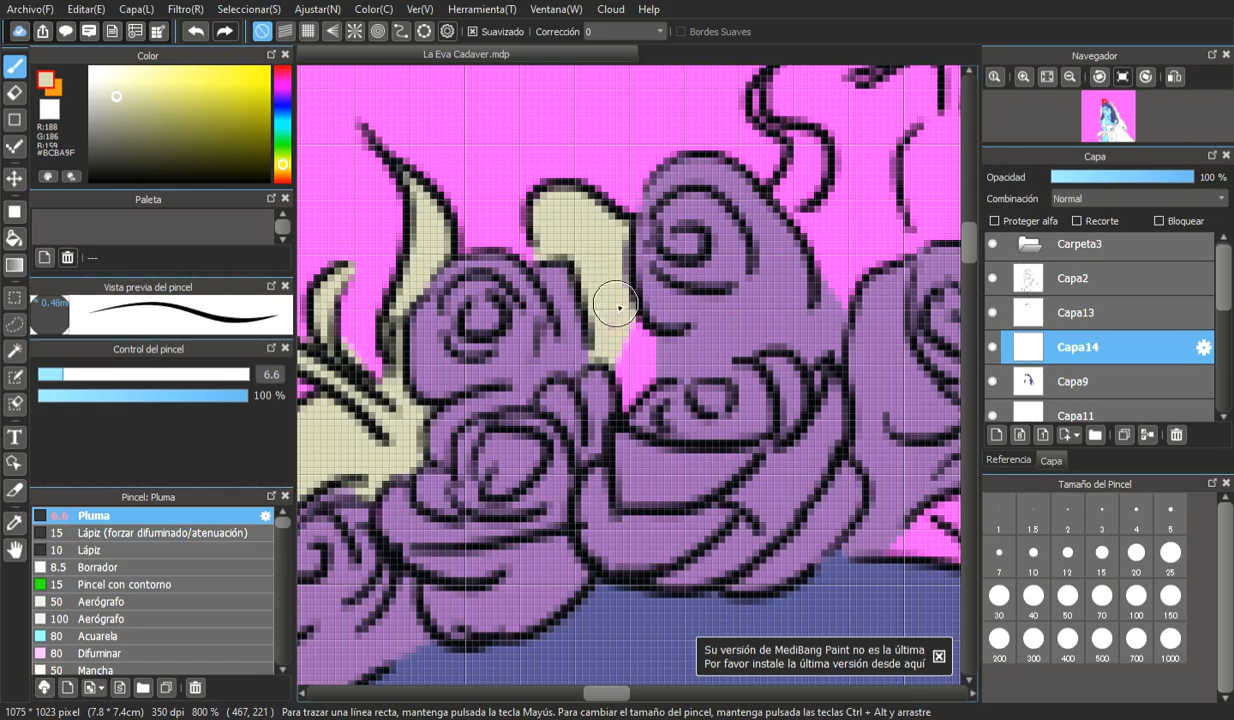 Archivo(F) Editar(E) Capa(L) Filtro(R) Seleccionar(S) Ajustar(N) Color(C) Ver(V) Herramienta(T) Ventana(W) Cloud Help
Suavizado Corrección 0 Bordes Suaves
Color
La Eva Cadaver.mdp
Navegador
R:188
G:186
B:159
#BCBA9F
Capa
Opacidad 100 %
Combinación Normal
Proteger alfa Recorte Bloquear
Carpeta3
Capa2
Capa13
Capa14
Capa9
Capa11
Referencia Capa
Tamaño del Pincel
1 1.5 2 3 4 5
7 10 12 15 20 25
30 40 50 70 100 150
200 300 400 500 700 1000
Paleta
---
Vista previa del pincel
* 0.48m
Control del pincel
6.6
100 %
Pincel: Pluma
6.6 Pluma
15 Lápiz (forzar difuminado/atenuación)
10 Lápiz
8.5 Borrador
15 Pincel con contorno
50 Aerógrafo
100 Aerógrafo
80 Acuarela
80 Difuminar
50 Mancha
Su versión de MediBang Paint no es la última
Por favor instale la última versión desde aquí
1075 * 1023 pixel (7.8 * 7.4cm) 350 dpi 800 % ( 467, 221 ) Para trazar una línea recta, mantenga pulsada la tecla Mayús. Para cambiar el tamaño del pincel, mantenga pulsada las teclas Ctrl + Alt y arrastre